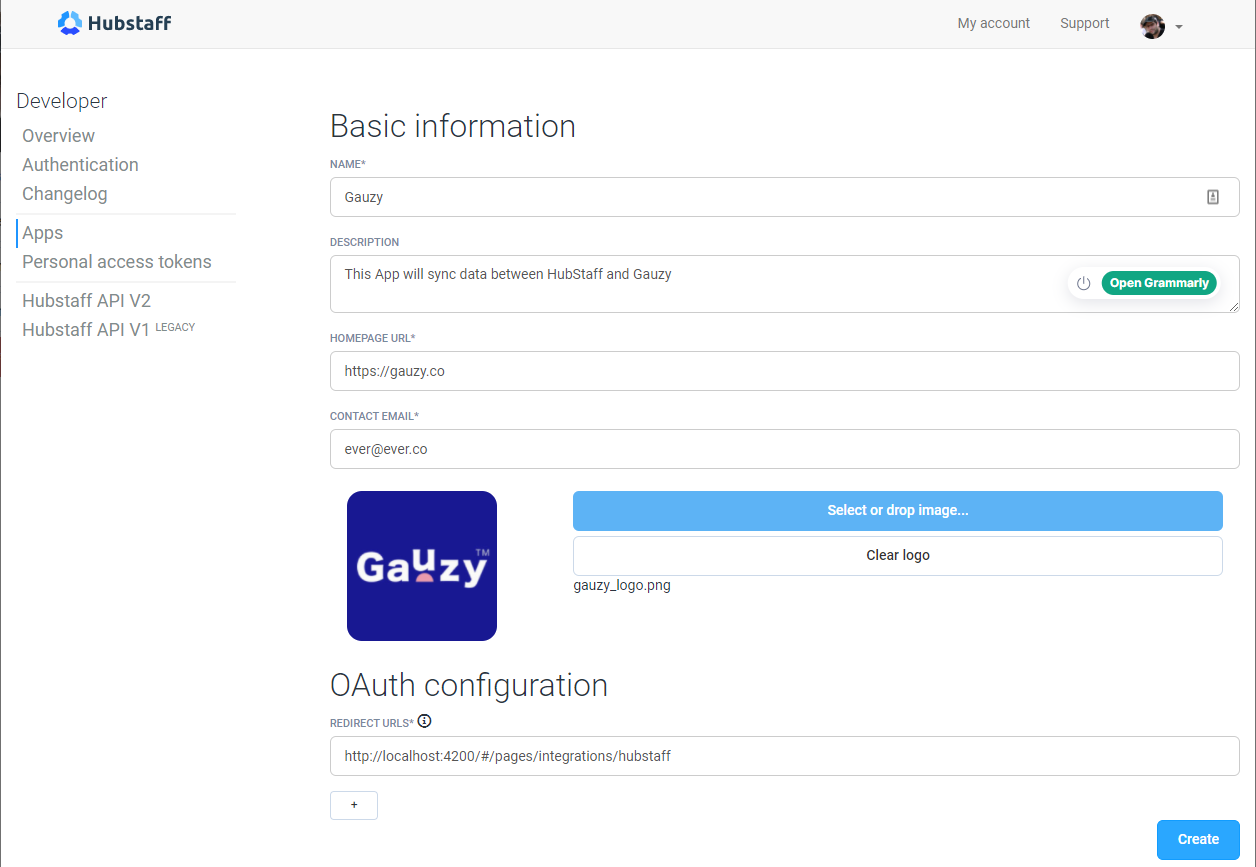 Hubstaff
My account
Support
Developer
Overview
Authentication
Changelog
Apps
Personal access tokens
Hubstaff API V2
Hubstaff API V1 LEGACY
Basic information
NAME*
Gauzy
DESCRIPTION
This App will sync data between HubStaff and Gauzy
Open Grammarly
HOMEPAGE URL*
https://gauzy.co
CONTACT EMAIL*
ever@ever.co
Gauzy™
Select or drop image...
Clear logo
gauzy_logo.png
OAuth configuration
REDIRECT URLS*
http://localhost:4200/#/pages/integrations/hubstaff
+
Create